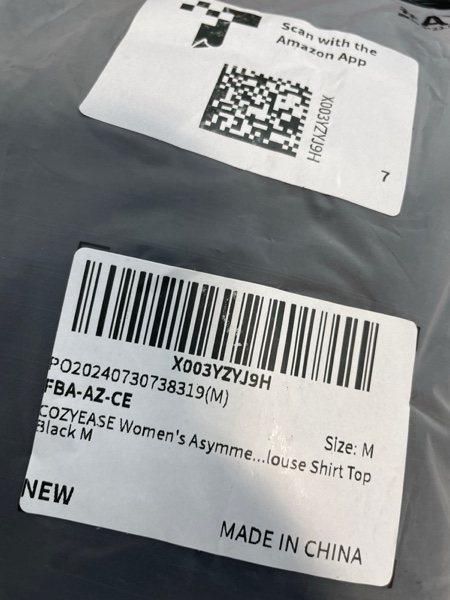 Scan with the
Amazon App
X003YZYJ9H
7
X003YZYJ9H
PO20240730738319(M)
FBA-AZ-CE
Size: M
COZYEASE Women's Asymme...louse Shirt Top
Black M
NEW
MADE IN CHINA